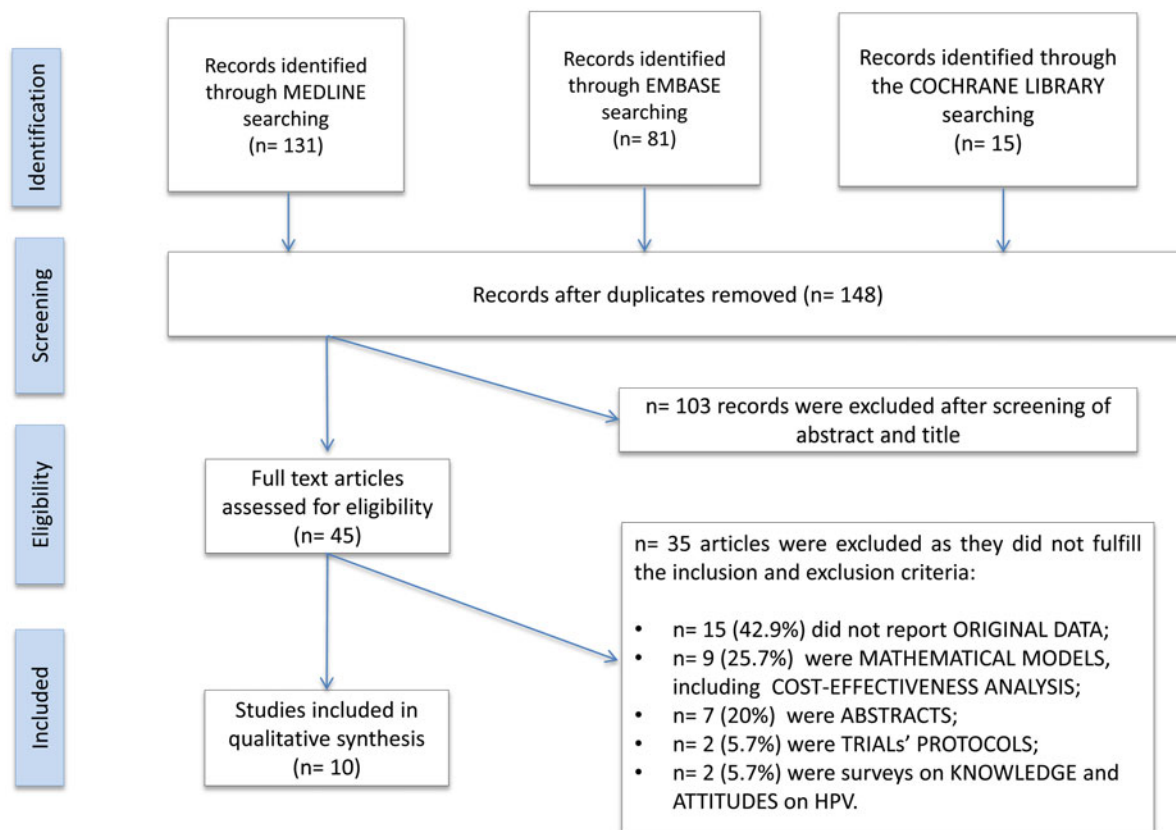 Identification
Records identified
through MEDLINE
searching
(n= 131)
Records identified
through EMBASE
searching
(n= 81)
Records identified through
the COCHRANE LIBRARY
searching
(n= 15)
Screening
Records after duplicates removed (n= 148)
n= 103 records were excluded after screening of
abstract and title
Eligibility
Full text articles
assessed for eligibility
(n= 45)
n= 35 articles were excluded as they did not fulfill
the inclusion and exclusion criteria:
• n= 15 (42.9%) did not report ORIGINAL DATA;
• n= 9 (25.7%) were MATHEMATICAL MODELS,
including COST-EFFECTIVENESS ANALYSIS;
• n= 7 (20%) were ABSTRACTS;
• n= 2 (5.7%) were TRIALs’ PROTOCOLS;
• n= 2 (5.7%) were surveys on KNOWLEDGE and
ATTITUDES on HPV.
Included
Studies included in
qualitative synthesis
(n= 10)